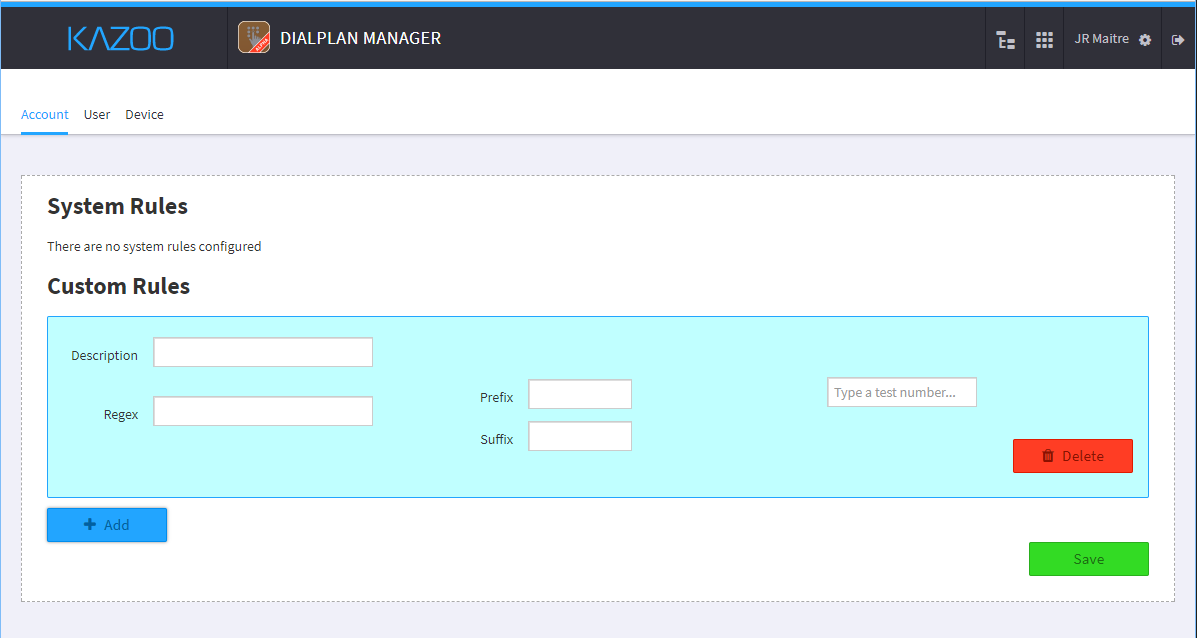 KAZOO
ALPHA
DIALPLAN MANAGER
JR Maitre
Account User Device
System Rules
There are no system rules configured
Custom Rules
Description
Regex
Prefix
Suffix
Type a test number...
Delete
Add
Save